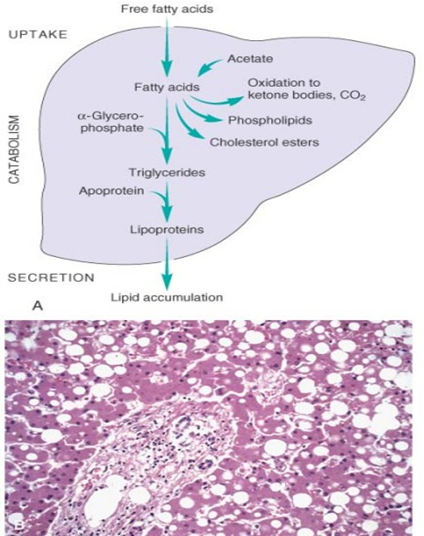 Free fatty acids
UPTAKE
Acetate
Fatty acids
Oxidation to
ketone bodies, CO₂
α-Glycero-
phosphate
Phospholipids
Cholesterol esters
CATABOLISM
Triglycerides
Apoprotein
Lipoproteins
SECRETION
Lipid accumulation
A
B